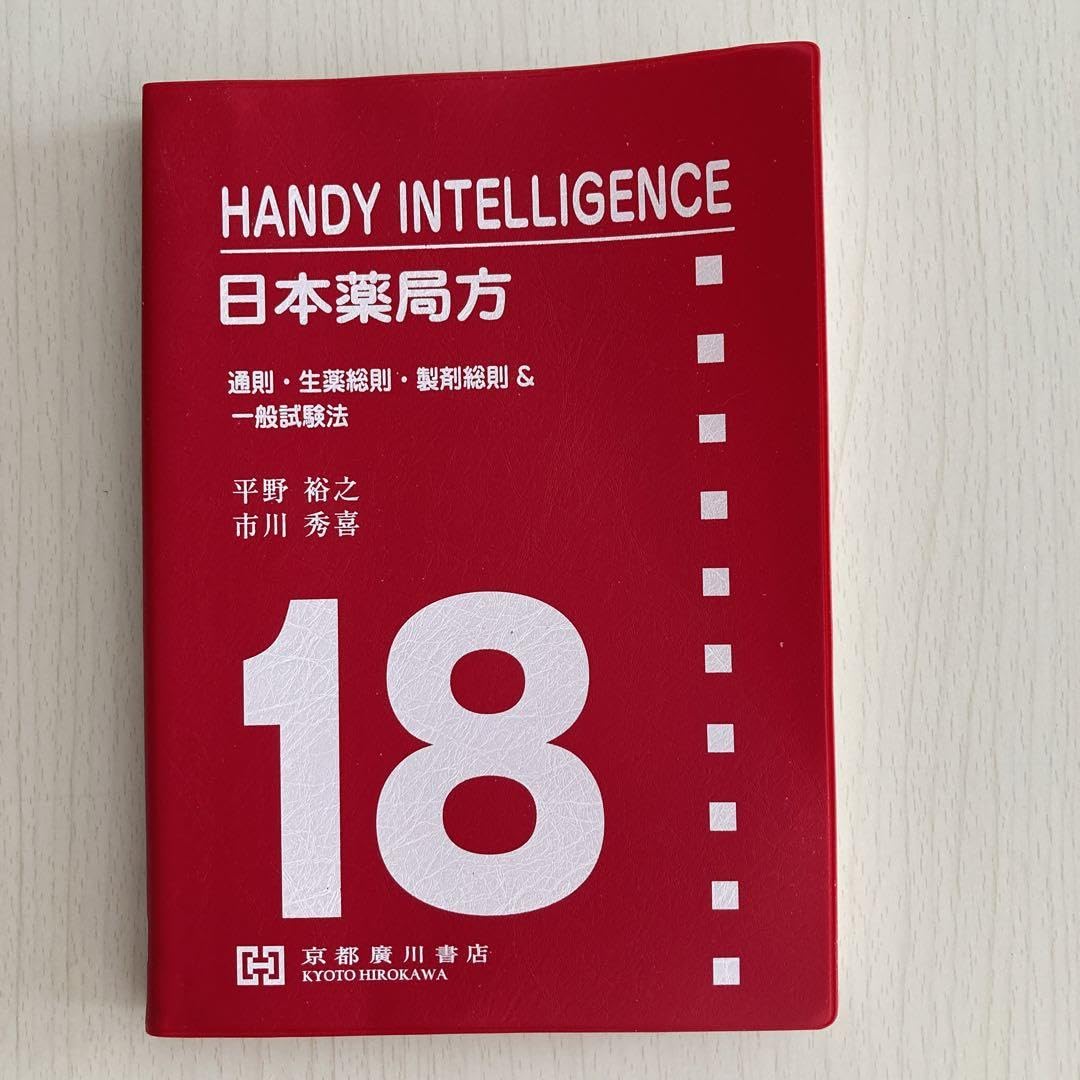 HANDY INTELLIGENCE
日本薬局方
通則・生薬総則・製剤総則 &
一般試験法
平野 裕之
市川 秀喜
18
京都廣川書店
KYOTO HIROKAWA